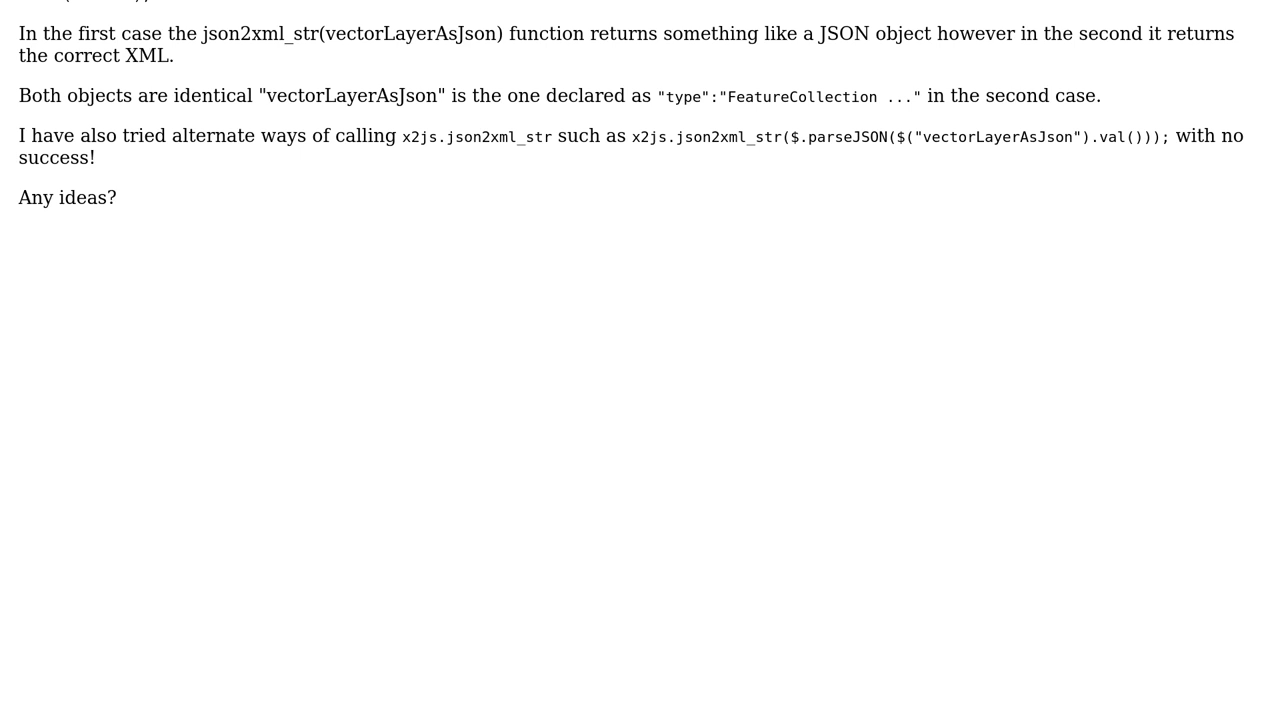 In the first case the json2xml_str(vectorLayerAsJson) function returns something like a JSON object however in the second it returns
the correct XML.
Both objects are identical "vectorLayerAsJson" is the one declared as "type":"FeatureCollection ..." in the second case.
I have also tried alternate ways of calling x2js.json2xml_str such as x2js.json2xml_str($.parseJSON($("vectorLayerAsJson").val())); with no
success!
Any ideas?